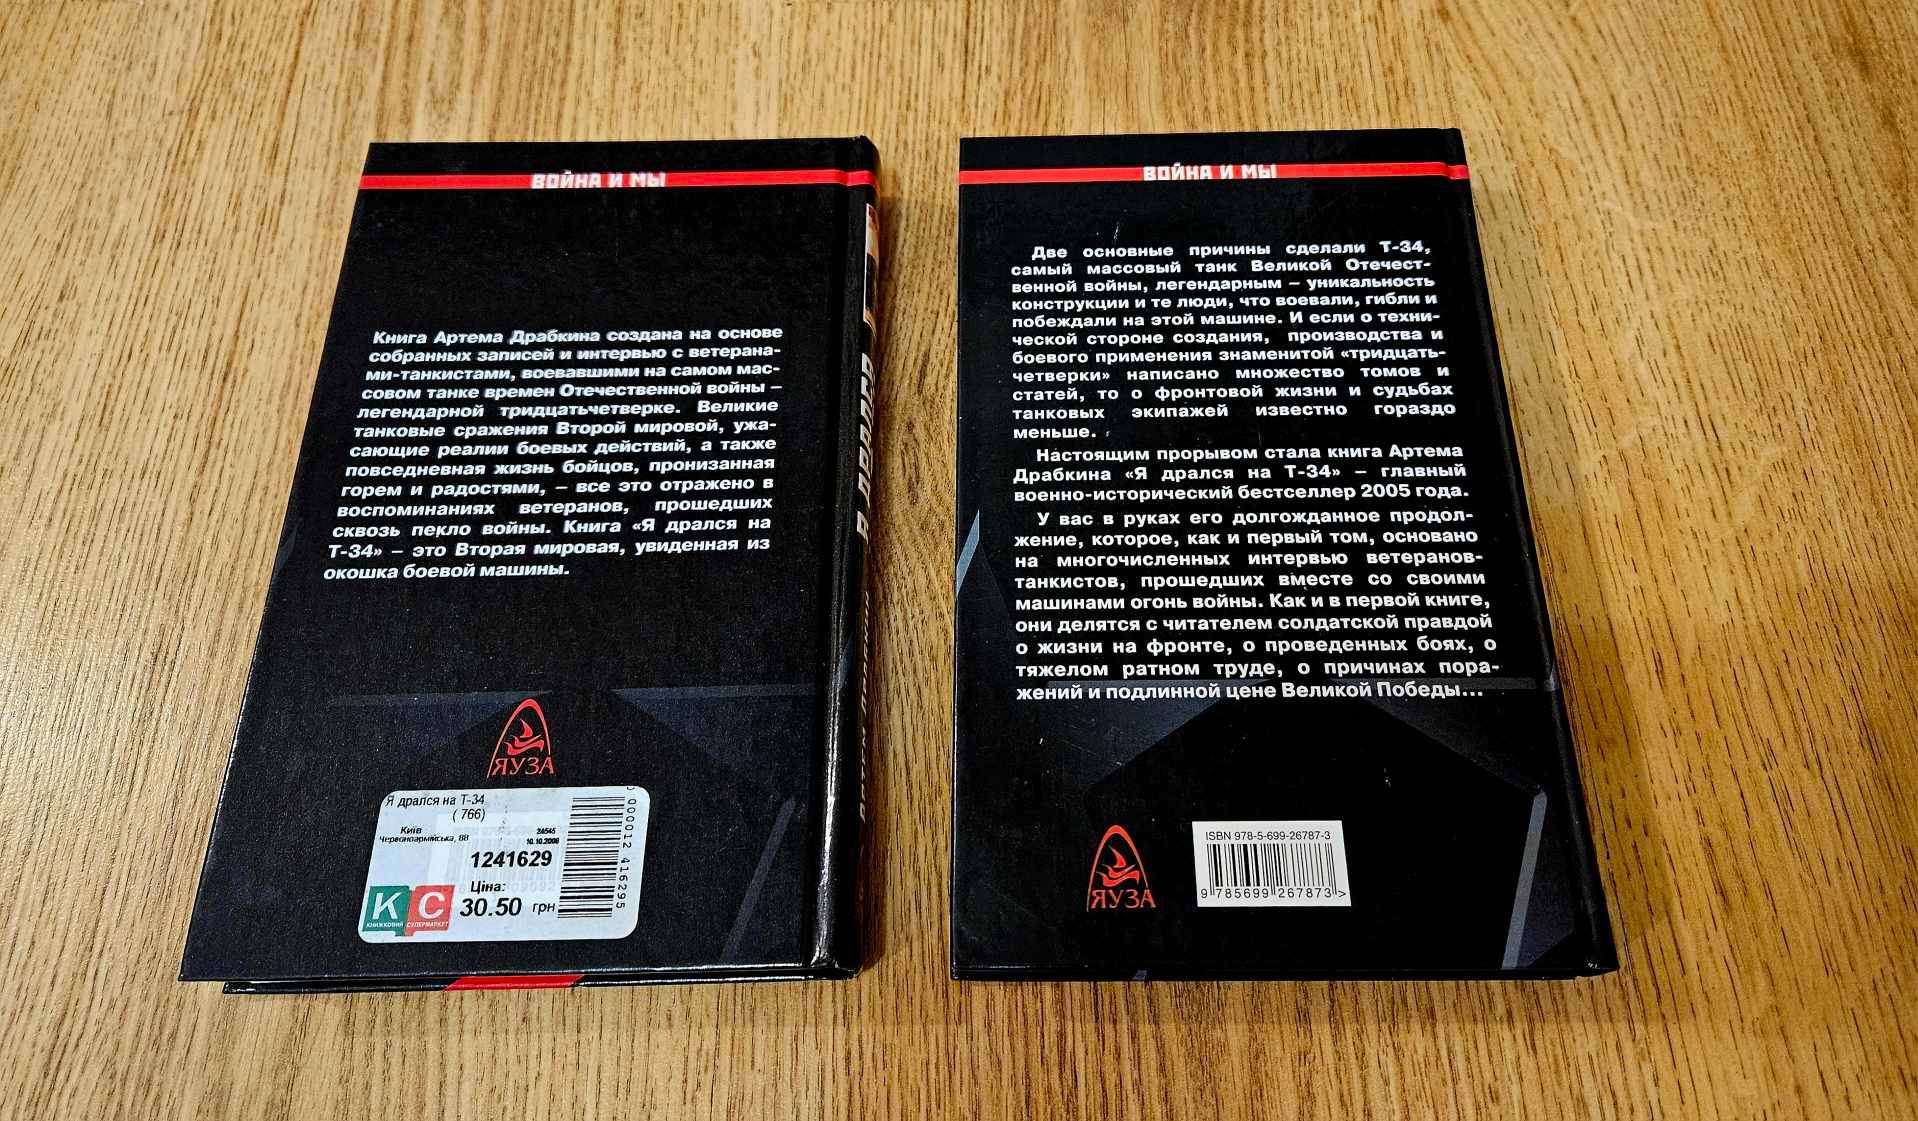 ВОЙНА И МЫ
Книга Артема Драбкина создана на основе
собранных записей и интервью с ветерана-
ми-танкистами, воевавшими на самом мас-
совом танке времен Отечественной войны –
легендарной тридцатьчетверке. Великие
танковые сражения Второй мировой, ужа-
сающие реалии боевых действий, а также
повседневная жизнь бойцов, пронизанная
горем и радостями, – все это отражено в
воспоминаниях ветеранов, прошедших
сквозь пекло войны. Книга «Я дрался на
Т-34» – это Вторая мировая, увиденная из
окошка боевой машины.
ЯУЗА
Я дрался на Т-34
( 766)
Київ
Червоноармійська, 88
24545
10.10.2008
1241629
Ціна:
30.50 грн
К С
КНИЖКОВИЙ СУПЕРМАРКЕТ
0 000012 416295
ВОЙНА И МЫ
Две основные причины сделали Т-34,
самый массовый танк Великой Отечест-
венной войны, легендарным – уникальность
конструкции и те люди, что воевали, гибли и
побеждали на этой машине. И если о техни-
ческой стороне создания, производства и
боевого применения знаменитой «тридцать-
четверки» написано множество томов и
статей, то о фронтовой жизни и судьбах
танковых экипажей известно гораздо
меньше.
Настоящим прорывом стала книга Артема
Драбкина «Я дрался на Т-34» – главный
военно-исторический бестселлер 2005 года.
У вас в руках его долгожданное продол-
жение, которое, как и первый том, основано
на многочисленных интервью ветеранов-
танкистов, прошедших вместе со своими
машинами огонь войны. Как и в первой книге,
они делятся с читателем солдатской правдой
о жизни на фронте, о проведенных боях, о
тяжелом ратном труде, о причинах пора-
жений и подлинной цене Великой Победы...
ЯУЗА
ISBN 978-5-699-26787-3
9 785699 267873 >